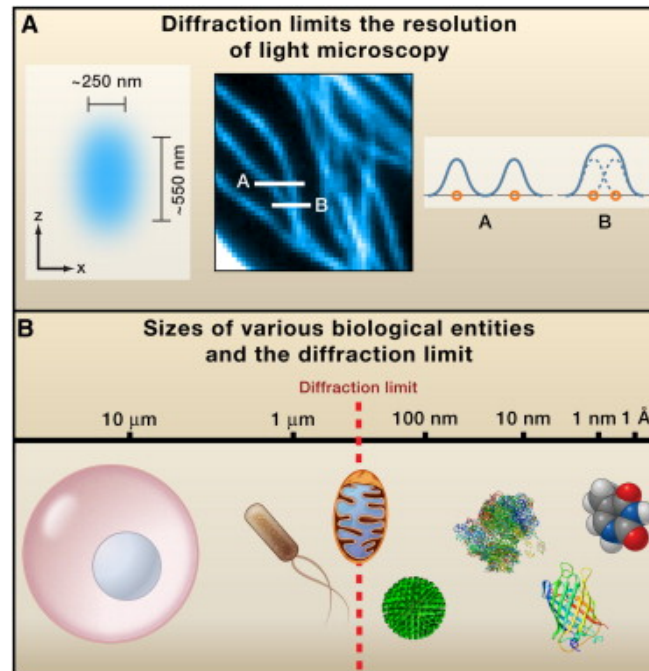 A
Diffraction limits the resolution
of light microscopy
~250 nm
~550 nm
z
x
A
B
A
B
B
Sizes of various biological entities
and the diffraction limit
Diffraction limit
10 μm
1 μm
100 nm
10 nm
1 nm
1 Å